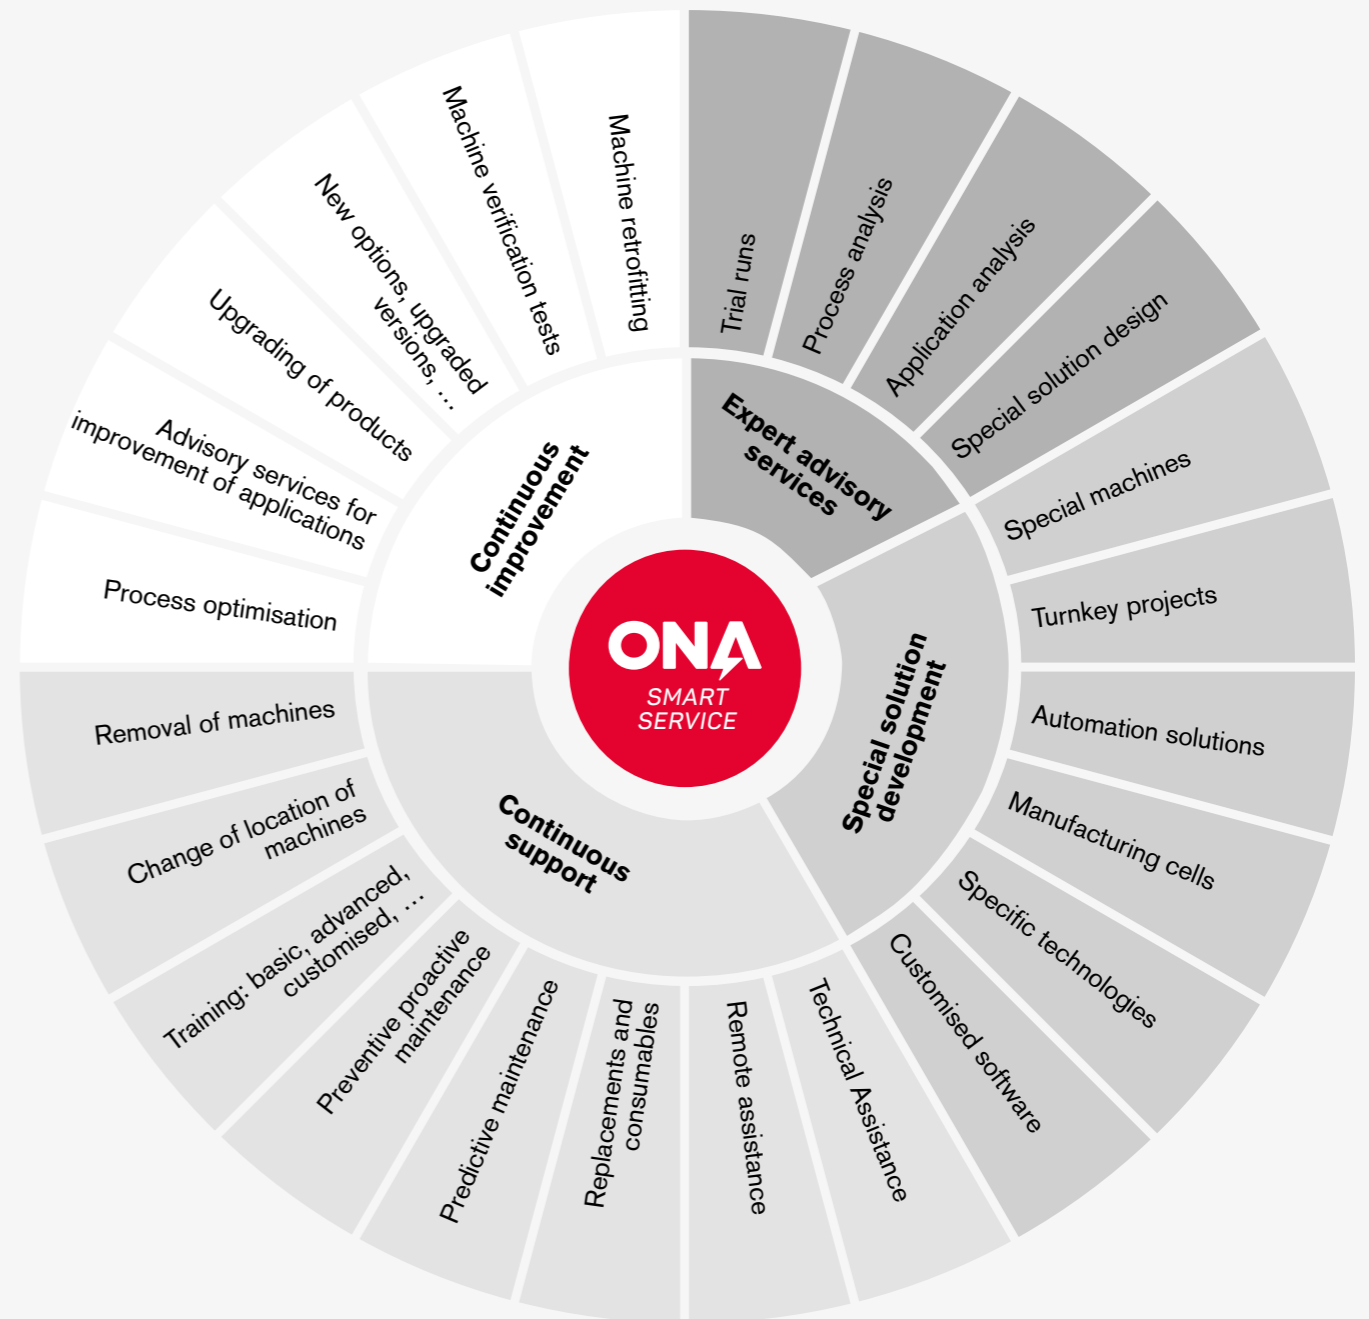 ONA
SMART
SERVICE
Expert advisory
services
Trial runs
Process analysis
Application analysis
Special solution design
Special solution
development
Special machines
Turnkey projects
Automation solutions
Manufacturing cells
Specific technologies
Customised software
Continuous
support
Technical Assistance
Remote assistance
Replacements and
consumables
Predictive maintenance
Preventive proactive
maintenance
Training: basic, advanced,
customised, ...
Change of location of
machines
Removal of machines
Continuous
improvement
Process optimisation
Advisory services for
improvement of applications
Upgrading of products
New options, upgraded
versions, ...
Machine verification tests
Machine retrofitting